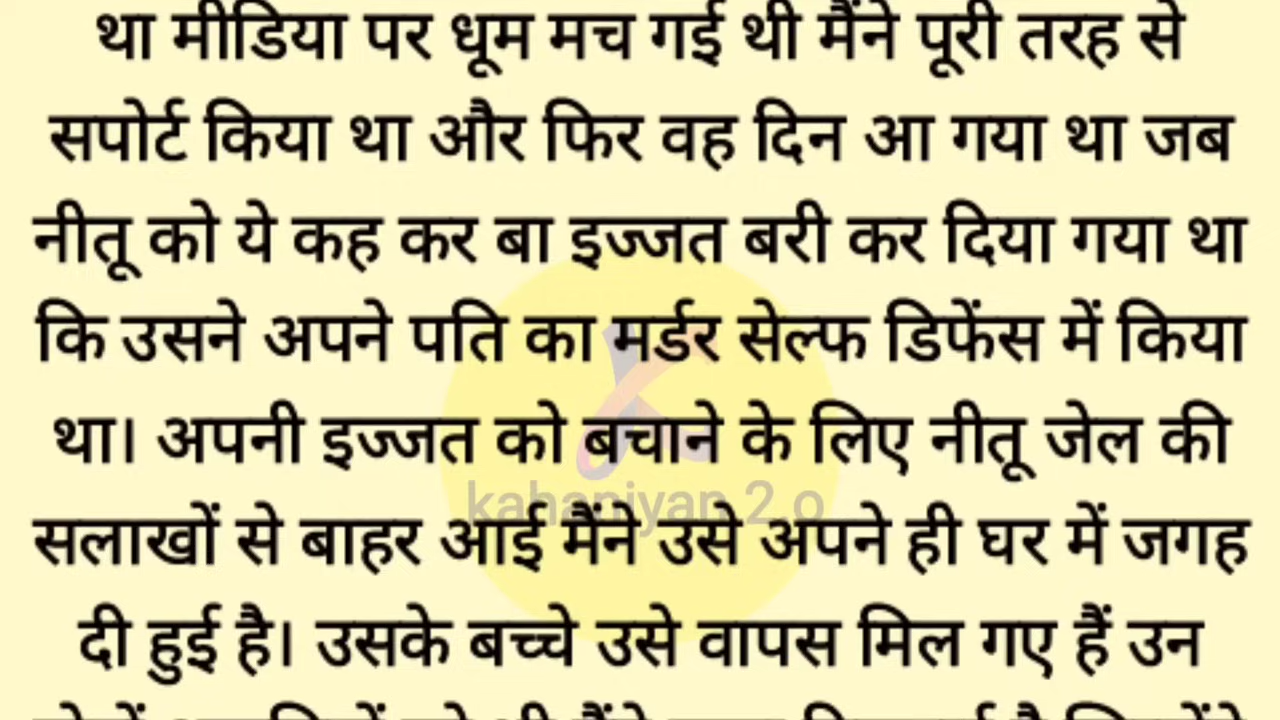 था मीडिया पर धूम मच गई थी मैंने पूरी तरह से
सपोर्ट किया था और फिर वह दिन आ गया था जब
नीतू को ये कह कर बा इज्जत बरी कर दिया गया था
कि उसने अपने पति का मर्डर सेल्फ डिफेंस में किया
था। अपनी इज्जत को बचाने के लिए नीतू जेल की
kahaniyan 2.o
सलाखों से बाहर आई मैंने उसे अपने ही घर में जगह
दी हुई है। उसके बच्चे उसे वापस मिल गए हैं उन